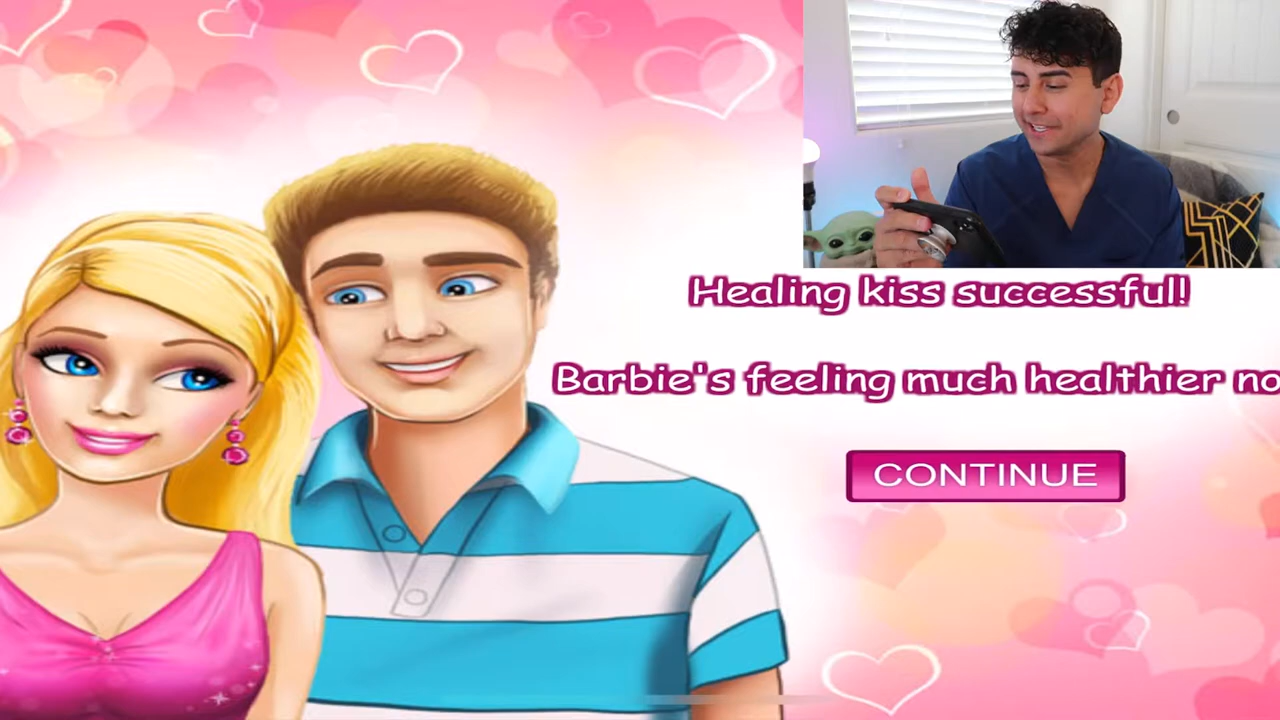 Healing kiss successful!
Barbie's feeling much healthier no
CONTINUE